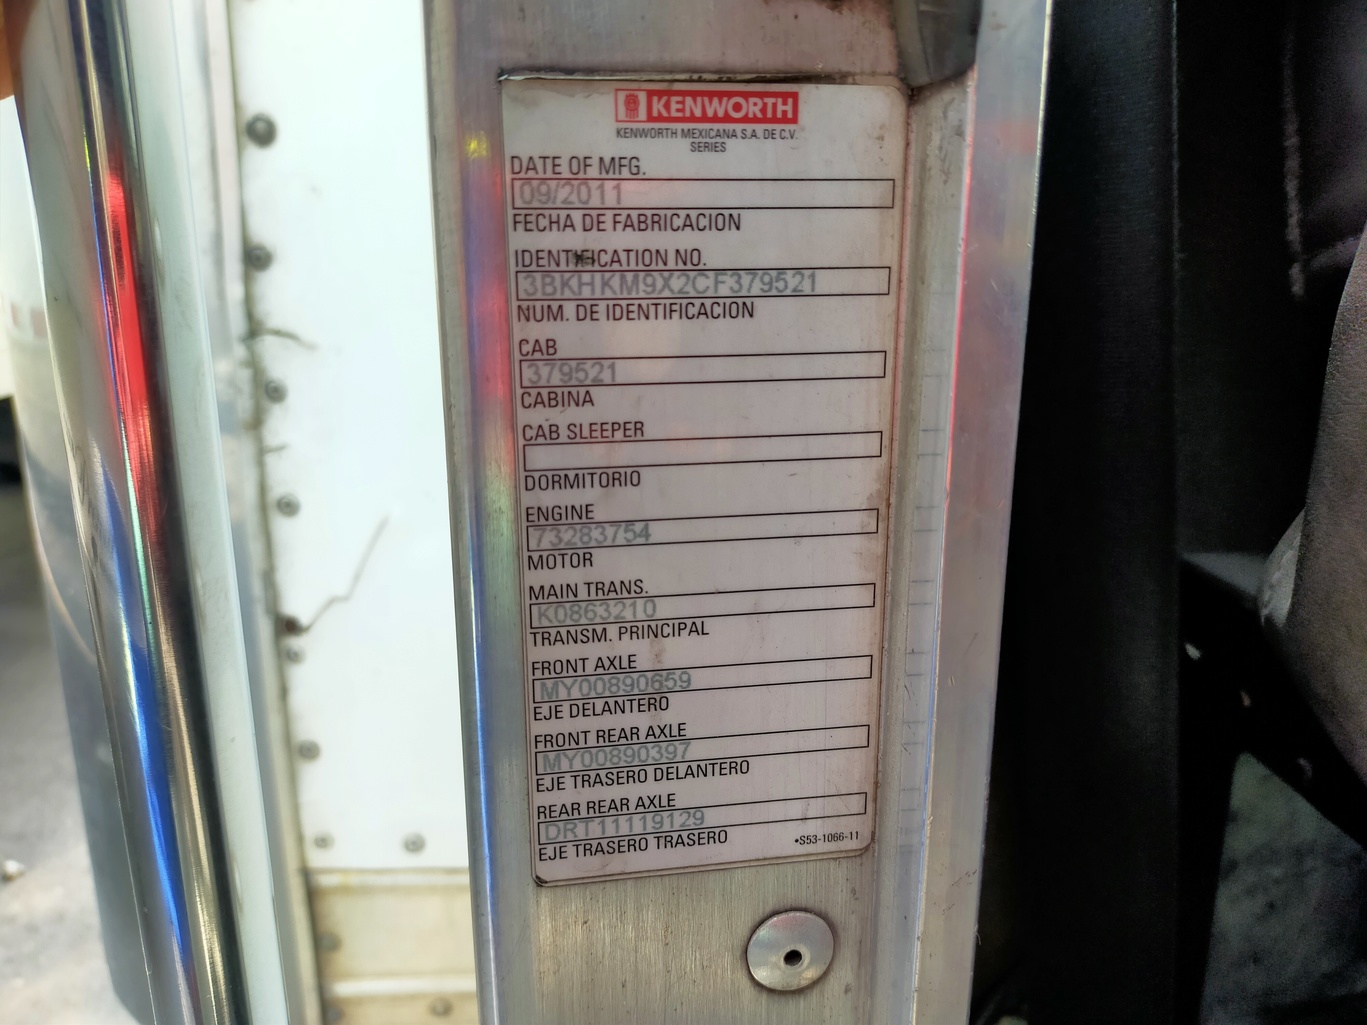 KENWORTH
KENWORTH MEXICANA S.A. DE C.V.
SERIES
DATE OF MFG.
09/2011
FECHA DE FABRICACION
IDENTIFICATION NO.
3BKHKM9X2CF379521
NUM. DE IDENTIFICACION
CAB
379521
CABINA
CAB SLEEPER
DORMITORIO
ENGINE
73283754
MOTOR
MAIN TRANS.
K0863210
TRANSM. PRINCIPAL
FRONT AXLE
MY00890659
EJE DELANTERO
FRONT REAR AXLE
MY00890397
EJE TRASERO DELANTERO
REAR REAR AXLE
DRT11119129
EJE TRASERO TRASERO
•S53-1066-11